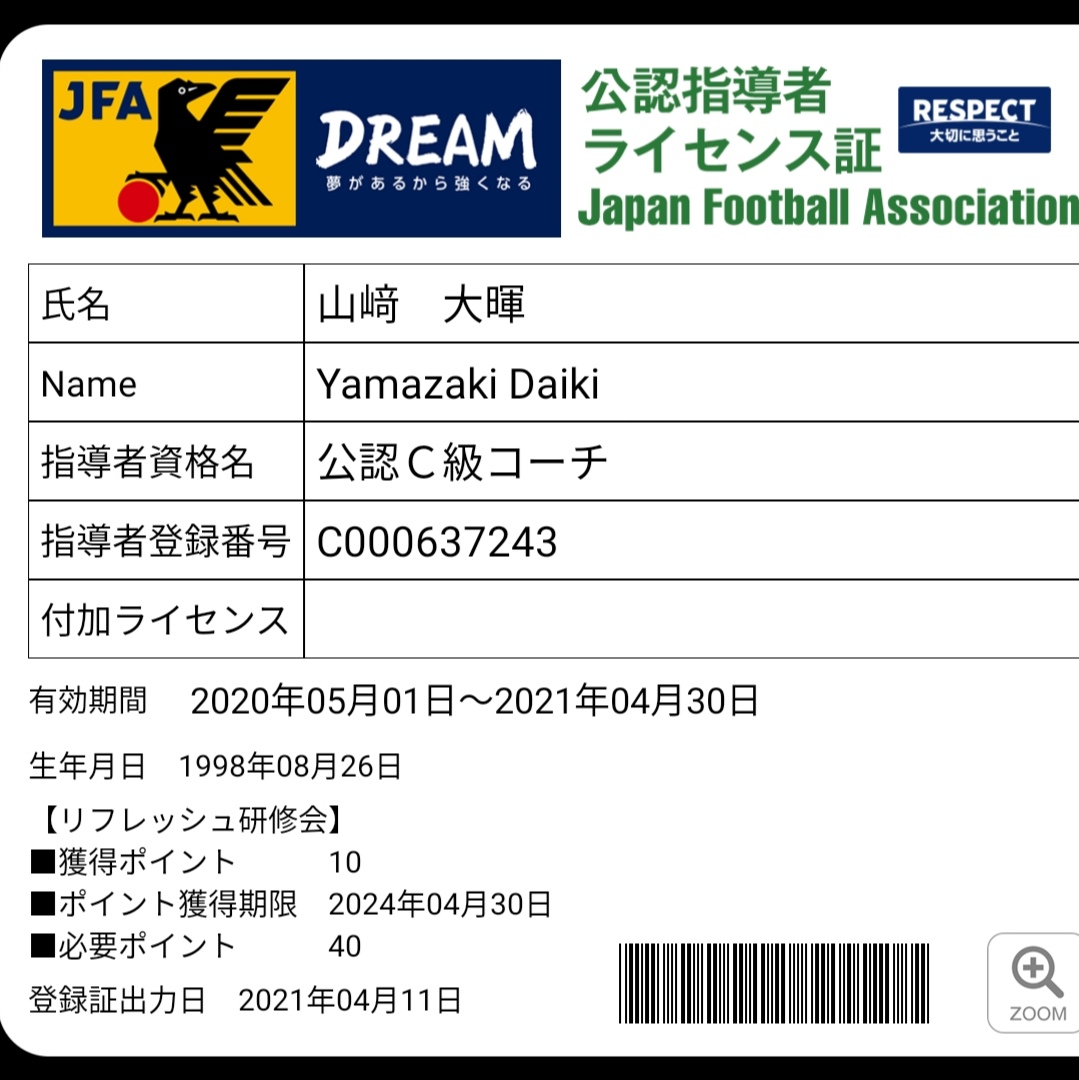 JFA
DREAM
夢があるから強くなる
公認指導者
ライセンス証
Japan Football Association
RESPECT
大切に思うこと
氏名 山﨑　大暉
Name Yamazaki Daiki
指導者資格名 公認Ｃ級コーチ
指導者登録番号 C000637243
付加ライセンス
有効期間 2020年05月01日～2021年04月30日
生年月日 1998年08月26日
【リフレッシュ研修会】
■獲得ポイント 10
■ポイント獲得期限 2024年04月30日
■必要ポイント 40
登録証出力日 2021年04月11日
ZOOM